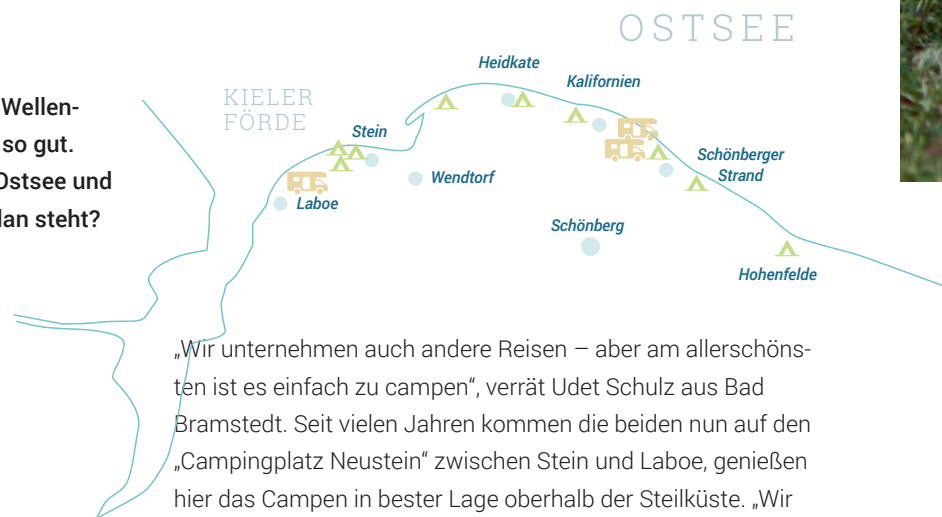 OSTSEE
Heidkate
Kalifornien
Wellen-
so gut.
Ostsee und
lan steht?
KIELER
FÖRDE
Stein
Wendtorf
Laboe
Schönberger
Strand
Schönberg
Hohenfelde
„Wir unternehmen auch andere Reisen – aber am allerschöns-
ten ist es einfach zu campen“, verrät Udet Schulz aus Bad
Bramstedt. Seit vielen Jahren kommen die beiden nun auf den
„Campingplatz Neustein“ zwischen Stein und Laboe, genießen
hier das Campen in bester Lage oberhalb der Steilküste. „Wir